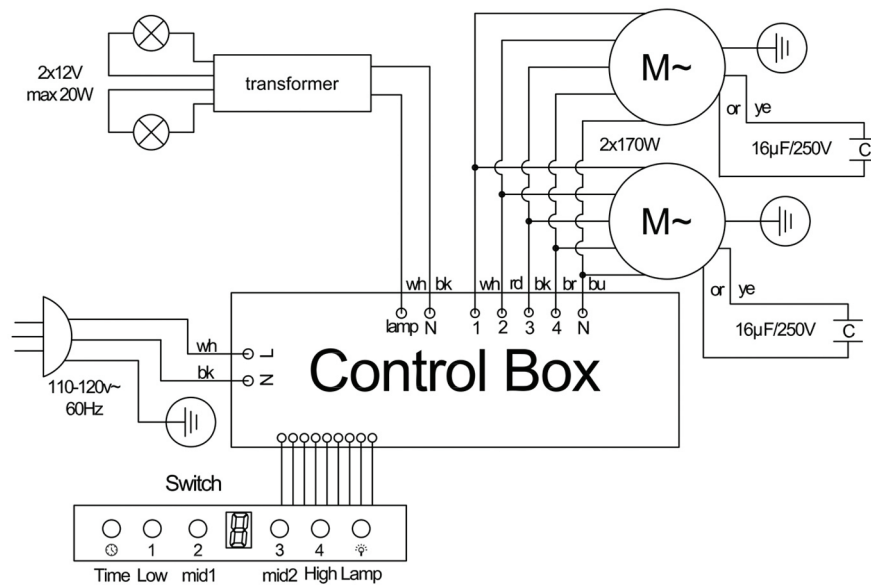 2x12V
max 20W
transformer
M~
or ye
16µF/250V
C
2x170W
M~
or ye
16µF/250V
C
wh bk
wh rd bk br bu
lamp N 1 2 3 4 N
wh L
bk N
Control Box
110-120v~
60Hz
Switch
8
1 2 3 4
Time Low mid1 mid2 High Lamp